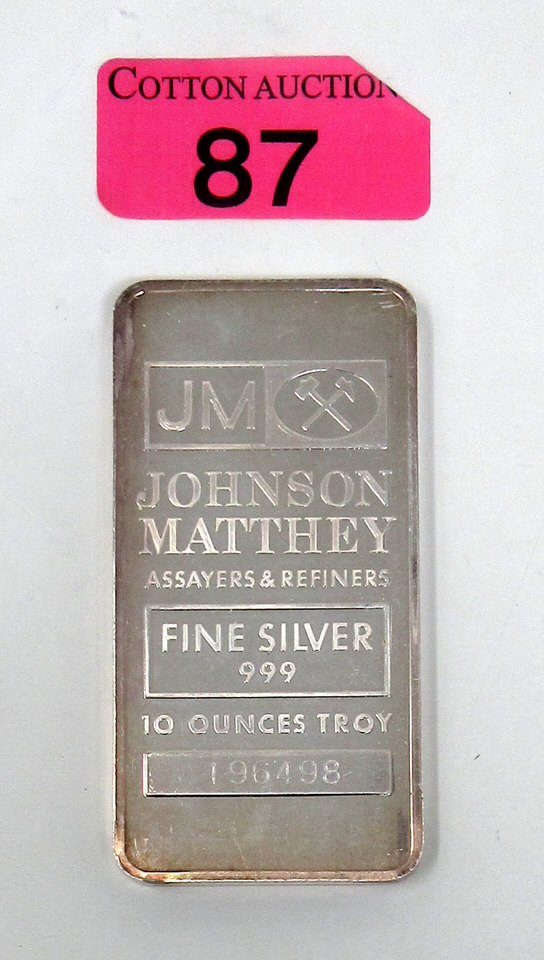 COTTON AUCTION
87
JM
JOHNSON
MATTHEY
ASSAYERS & REFINERS
FINE SILVER
999
10 OUNCES TROY
196498